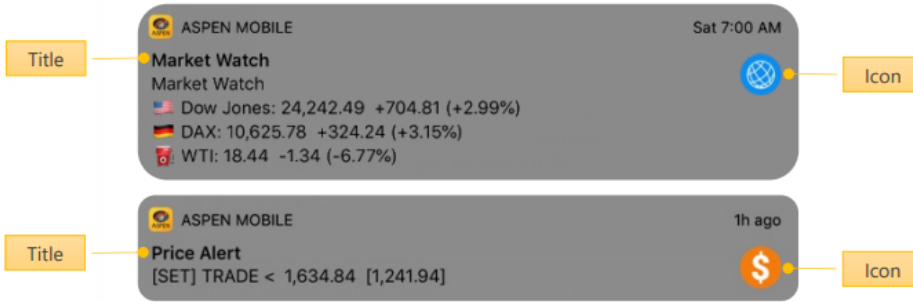 ASPEN MOBILE
Sat 7:00 AM
Title
Market Watch
Icon
Market Watch
Dow Jones: 24,242.49 +704.81 (+2.99%)
DAX: 10,625.78 +324.24 (+3.15%)
WTI: 18.44 -1.34 (-6.77%)
ASPEN MOBILE
1h ago
Title
Price Alert
[SET] TRADE < 1,634.84 [1,241.94]
$
Icon